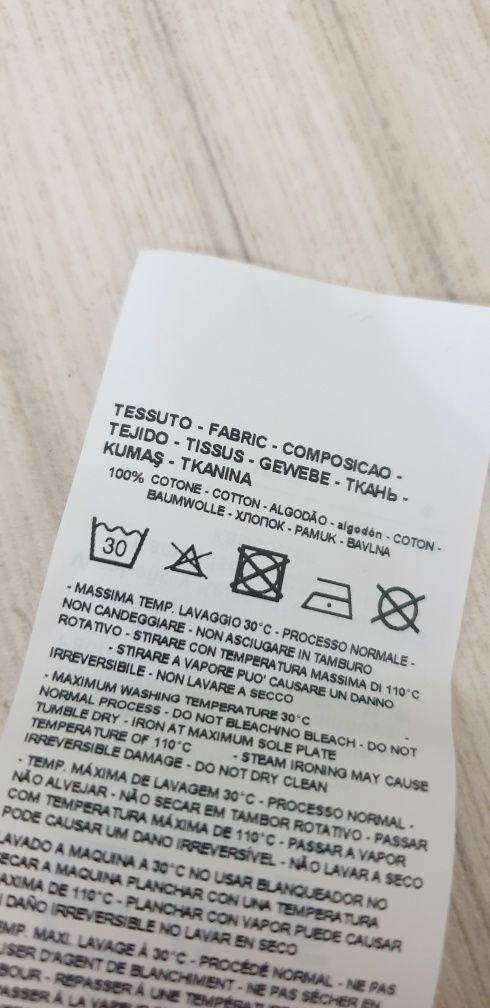 TESSUTO - FABRIC - COMPOSICAO -
TEJIDO - TISSUS - GEWEBE - ТКАНЬ -
KUMAŞ - TKANINA
100% COTONE - COTTON - ALGODÃO - algodón - COTON -
BAUMWOLLE - ХЛОПОК - PAMUK - BAVLNA
30
- MASSIMA TEMP. LAVAGGIO 30°C - PROCESSO NORMALE -
NON CANDEGGIARE - NON ASCIUGARE IN TAMBURO
ROTATIVO - STIRARE CON TEMPERATURA MASSIMA DI 110°C
- STIRARE A VAPORE PUO' CAUSARE UN DANNO
IRREVERSIBILE - NON LAVARE A SECCO -
- MAXIMUM WASHING TEMPERATURE 30°C
NORMAL PROCESS - DO NOT BLEACH/NO BLEACH - DO NOT
TUMBLE DRY - IRON AT MAXIMUM SOLE PLATE
TEMPERATURE OF 110°C - STEAM IRONING MAY CAUSE
IRREVERSIBLE DAMAGE - DO NOT DRY CLEAN
- TEMP. MÁXIMA DE LAVAGEM 30°C - PROCESSO NORMAL -
NÃO ALVEJAR - NÃO SECAR EM TAMBOR ROTATIVO - PASSAR
COM TEMPERATURA MÁXIMA DE 110°C - PASSAR A VAPOR
PODE CAUSAR UM DANO IRREVERSÍVEL - NÃO LAVAR A SECO
LAVADO A MAQUINA A 30°C NO USAR BLANQUEADOR NO
SECAR A MAQUINA PLANCHAR CON UNA TEMPERATURA
MAXIMA DE 110°C - PLANCHAR CON VAPOR PUEDE CAUSAR
DAÑO IRREVERSIBLE NO LAVAR EN SECO
TEMP. MAXI. LAVAGE À 30°C - PROCÉDÉ NORMAL - NE PAS
D'AGENT DE BLANCHIMENT - NE PAS SÉCHER
- REPASSER À UNE
À LA